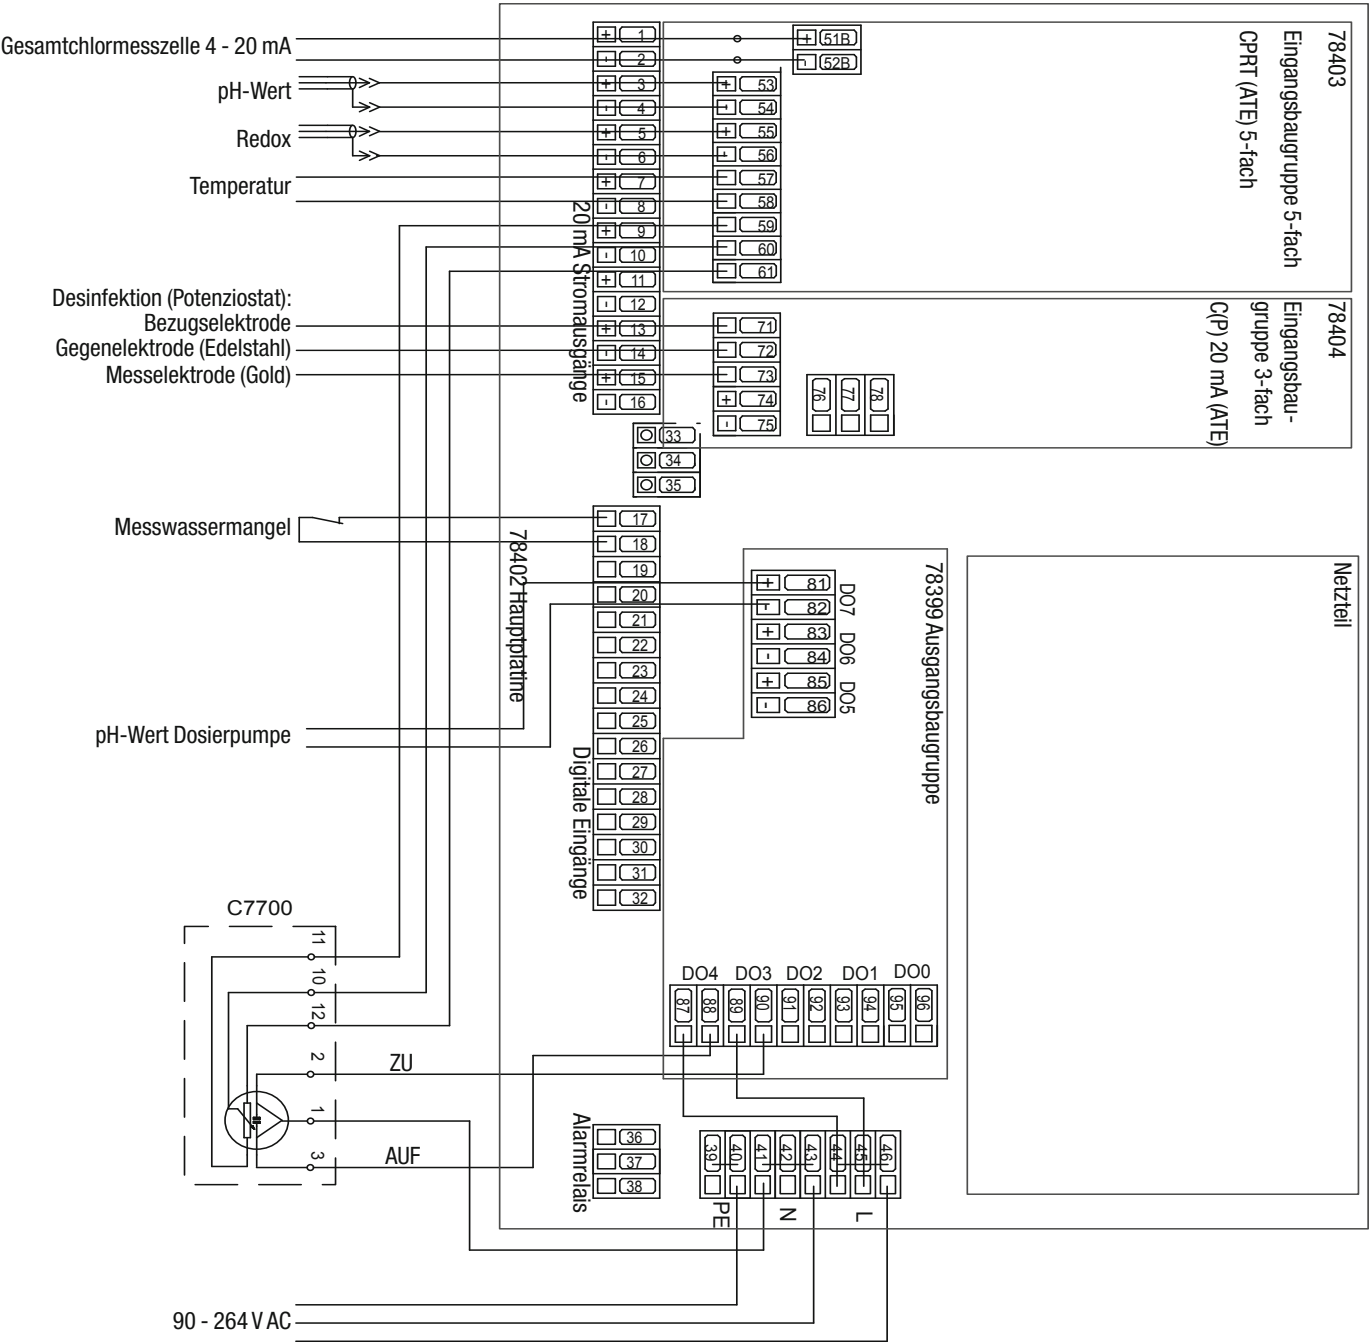 Gesamtchlormesszelle 4 - 20 mA
pH-Wert
Redox
Temperatur
Desinfektion (Potenziostat):
Bezugselektrode
Gegenelektrode (Edelstahl)
Messelektrode (Gold)
Messwassermangel
pH-Wert Dosierpumpe
C7700
11
10
12
2
1
3
ZU
AUF
90 - 264 V AC
+ 1
- 2
+ 3
- 4
+ 5
- 6
+ 7
- 8
+ 9
- 10
+ 11
- 12
+ 13
- 14
+ 15
- 16
20 mA Stromausgänge
+ 51B
- 52B
+ 53
- 54
+ 55
- 56
57
58
59
60
61
78403
Eingangsbaugruppe 5-fach
CPRT (ATE) 5-fach
71
72
73
+ 74
- 75
76
77
78
78404
Eingangsbau-
gruppe 3-fach
C(P) 20 mA (ATE)
33
34
35
17
18
19
20
21
22
23
24
25
26
27
28
29
30
31
32
78402 Hauptplatine
Digitale Eingänge
+ 81
- 82
+ 83
- 84
+ 85
- 86
DO7
DO6
DO5
78399 Ausgangsbaugruppe
Netzteil
DO4
DO3
DO2
DO1
DO0
87
88
89
90
91
92
93
94
95
96
Alarmrelais
36
37
38
39
40
41
42
43
44
45
46
PE
N
L